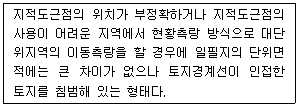 지적도근점의 위치가 부정확하거나 지적도근점의
사용이 어려운 지역에서 현황측량 방식으로 대단
위지역의 이동측량을 할 경우에 일필지의 단위면
적에는 큰 차이가 없으나 토지경계선이 인접한
토지를 침범해 있는 형태다.